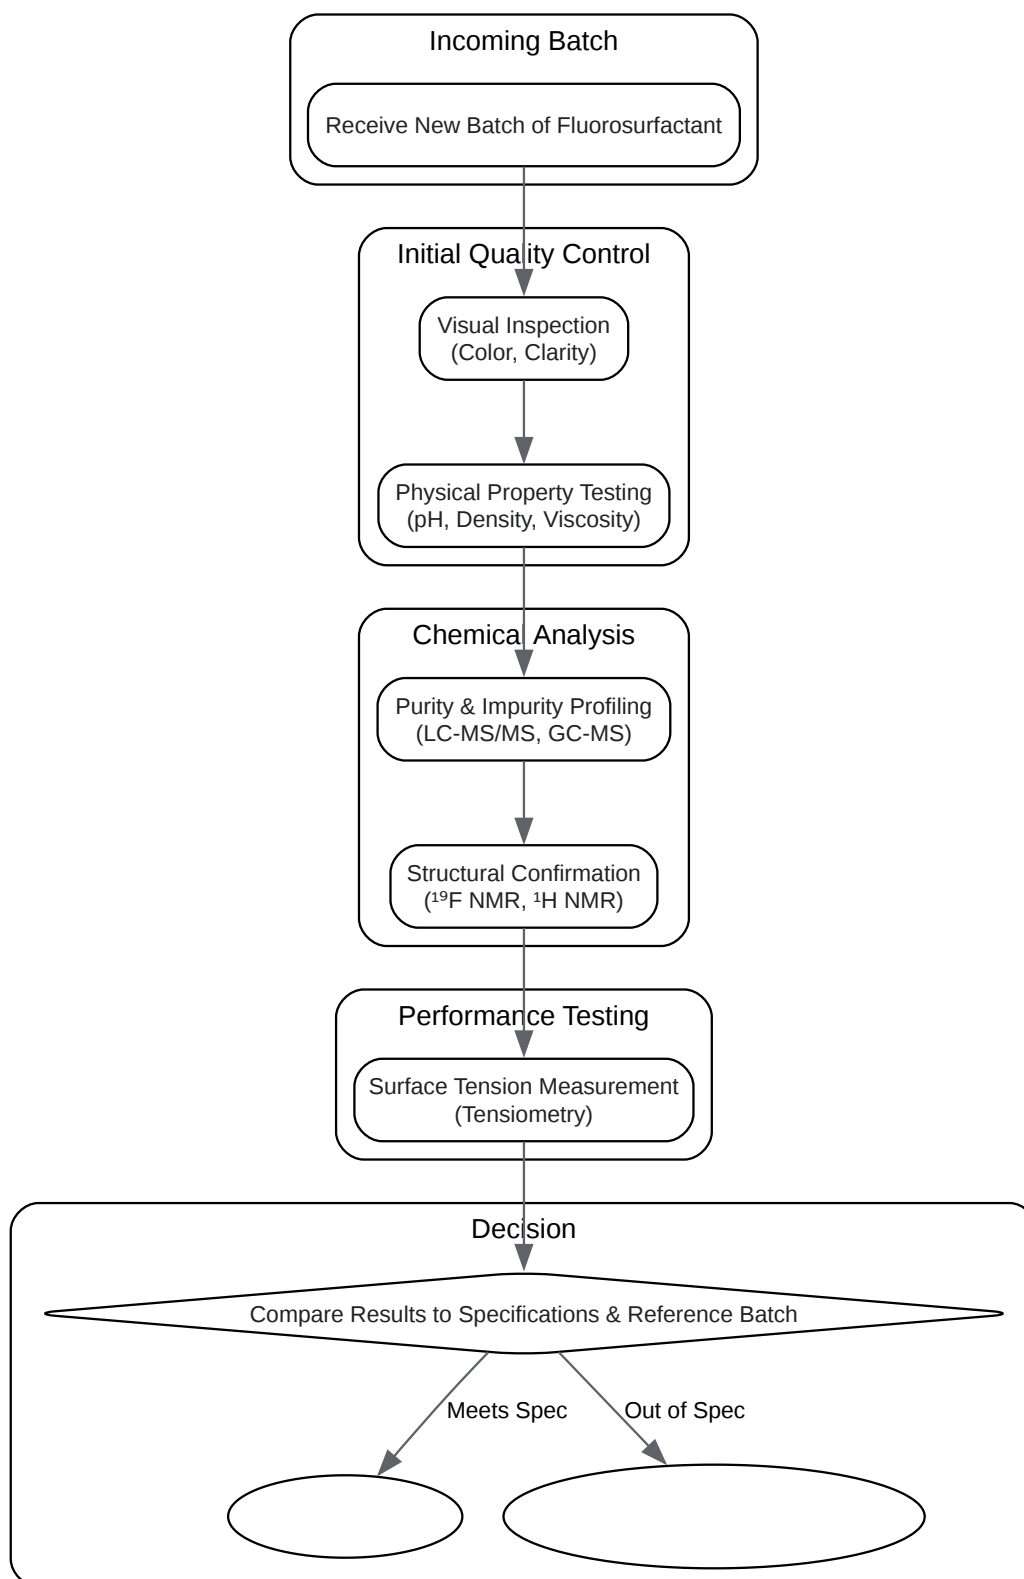 Incoming Batch
Receive New Batch of Fluorosurfactant
Initial Quality Control
Visual Inspection
(Color, Clarity)
Physical Property Testing
(pH, Density, Viscosity)
Chemical Analysis
Purity & Impurity Profiling
(LC-MS/MS, GC-MS)
Structural Confirmation
(¹⁹F NMR, ¹H NMR)
Performance Testing
Surface Tension Measurement
(Tensiometry)
Decision
Compare Results to Specifications & Reference Batch
Meets Spec
Out of Spec